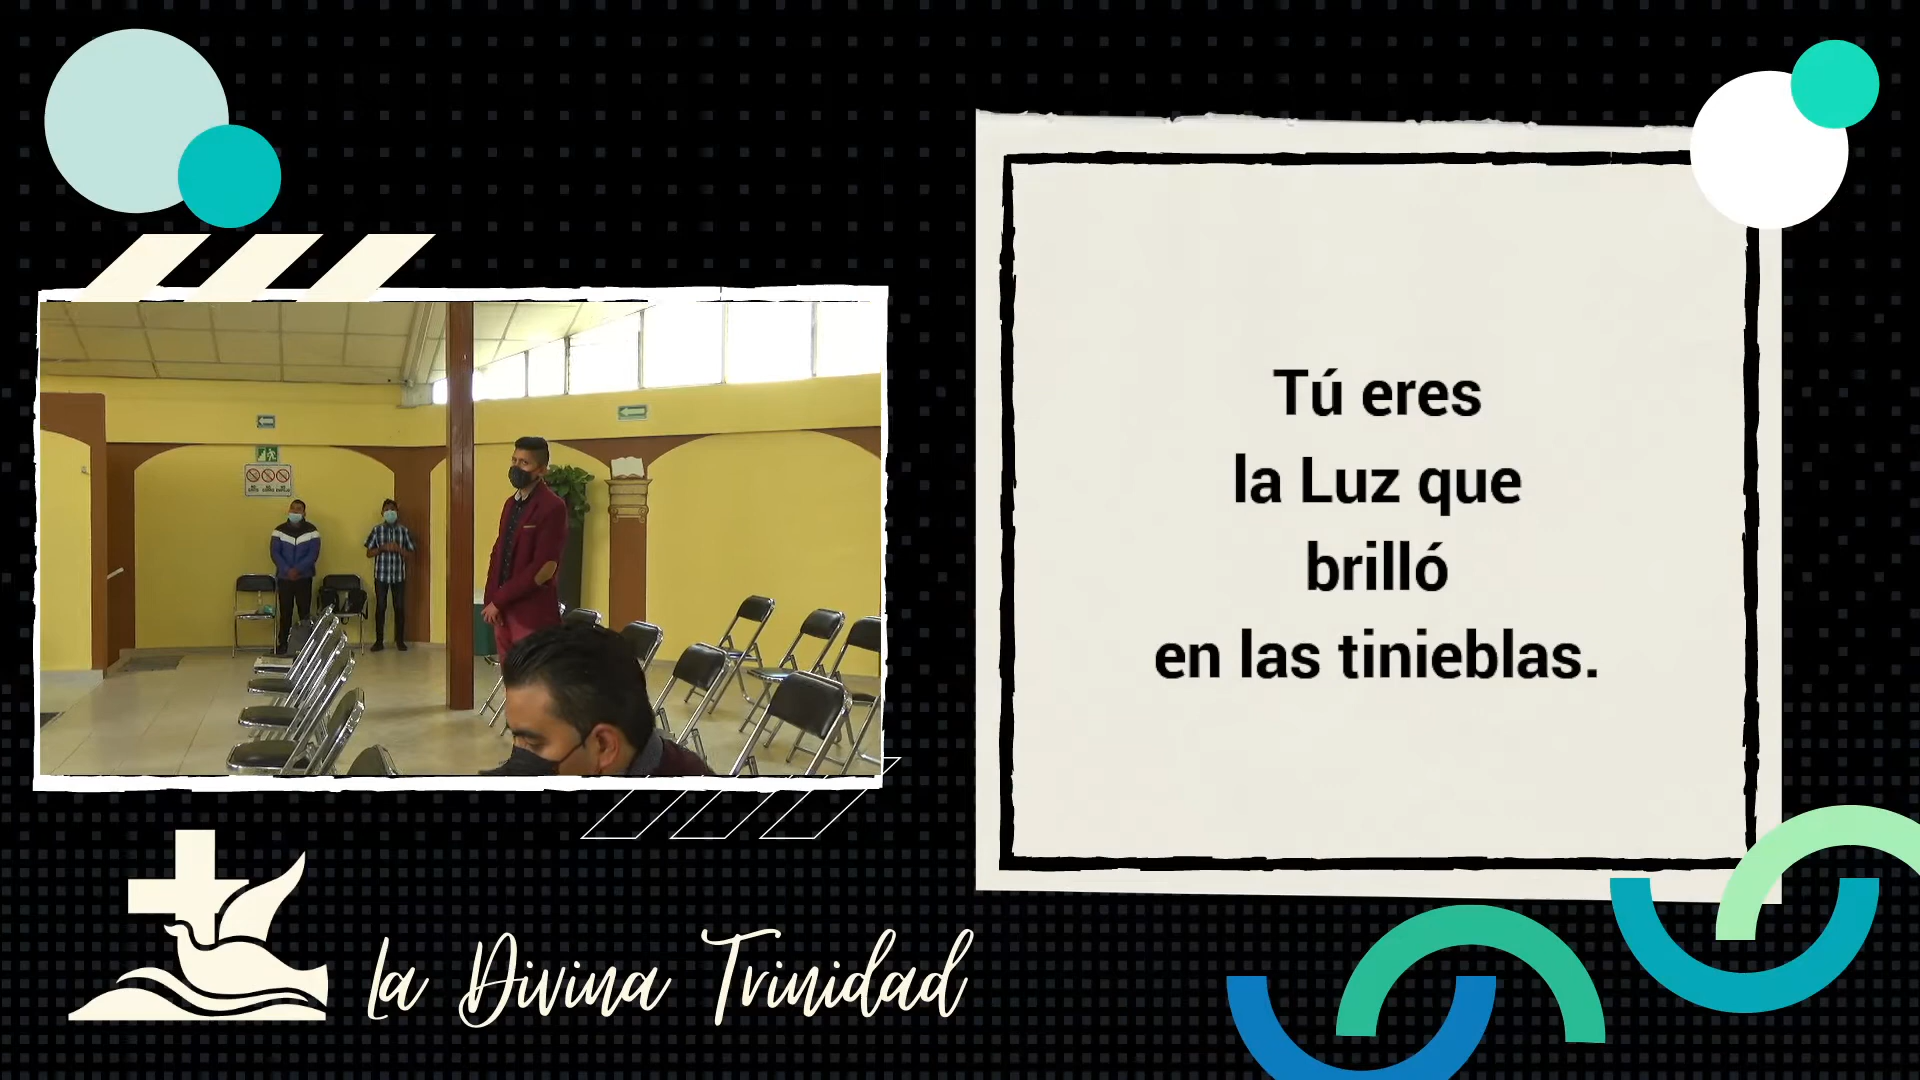 Tú eres
la Luz que
brilló
en las tinieblas.
la Divina Trinidad